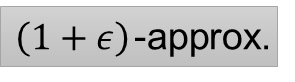 (1 + ϵ)-approx.